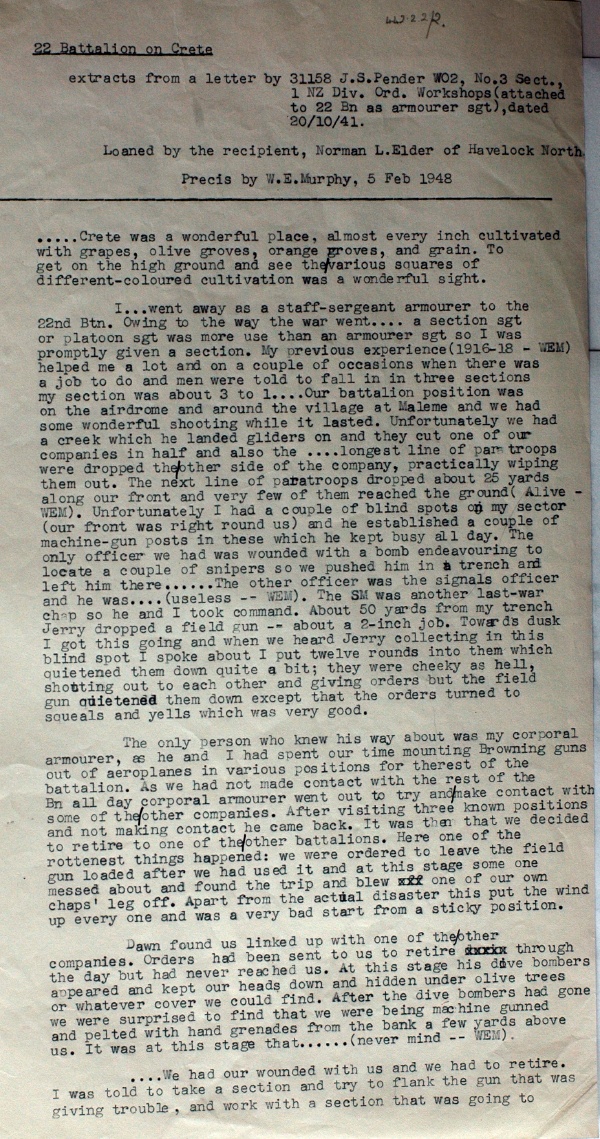 22 Battalion on Crete
extracts from a letter by 31158 J.S.Pender WO2, No.3 Sect.,
1 NZ Div. Ord. Workshops(attached
to 22 Bn as armourer sgt),dated
20/10/41.
Loaned by the recipient, Norman L.Elder of Havelock North
Precis by W.E.Murphy, 5 Feb 1948
.....Crete was a wonderful place, almost every inch cultivated
with grapes, olive groves, orange groves, and grain. To
get on the high ground and see the/various squares of
different-coloured cultivation was a wonderful sight.
I...went away as a staff-sergeant armourer to the
22nd Btn. Owing to the way the war went.... a section sgt
or platoon sgt was more use than an armourer sgt so I was
promptly given a section. My previous experience(1916-18 - WEM)
helped me a lot and on a couple of occasions when there was
a job to do and men were told to fall in in three sections
my section was about 3 to 1....Our battalion position was
on the airdrome and around the village at Maleme and we had
some wonderful shooting while it lasted. Unfortunately we had
a creek which he landed gliders on and they cut one of our
companies in half and also the ....longest line of paratroops
were dropped the/other side of the company, practically wiping
them out. The next line of paratroops dropped about 25 yards
along our front and very few of them reached the ground( Alive -
WEM). Unfortunately I had a couple of blind spots on my sector
(our front was right round us) and he established a couple of
machine-gun posts in these which he kept busy all day. The
only officer we had was wounded with a bomb endeavouring to
locate a couple of snipers so we pushed him in a trench and
left him there......The other officer was the signals officer
and he was....(useless -- WEM). The SM was another last-war
chap so he and I took command. About 50 yards from my trench
Jerry dropped a field gun -- about a 2-inch job. Towards dusk
I got this going and when we heard Jerry collecting in this
blind spot I spoke about I put twelve rounds into them which
quietened them down quite a bit; they were cheeky as hell,
shouting out to each other and giving orders but the field
gun quietened them down except that the orders turned to
squeals and yells which was very good.
The only person who knew his way about was my corporal
armourer, as he and I had spent our time mounting Browning guns
out of aeroplanes in various positions for therest of the
battalion. As we had not made contact with the rest of the
Bn all day corporal armourer went out to try and/make contact with
some of the/other companies. After visiting three known positions
and not making contact he came back. It was then that we decided
to retire to one of the/other battalions. Here one of the
rottenest things happened: we were ordered to leave the field
gun loaded after we had used it and at this stage some one
messed about and found the trip and blew one of our own
chaps' leg off. Apart from the actual disaster this put the wind
up every one and was a very bad start from a sticky position.
Dawn found us linked up with one of the/other
companies. Orders had been sent to us to retire through
the day but had never reached us. At this stage his dive bombers
appeared and kept our heads down and hidden under olive trees
or whatever cover we could find. After the dive bombers had gone
we were surprised to find that we were being machine gunned
and pelted with hand grenades from the bank a few yards above
us. It was at this stage that......(never mind -- WEM).
....We had our wounded with us and we had to retire.
I was told to take a section and try to flank the gun that was
giving trouble, and work with a section that was going to